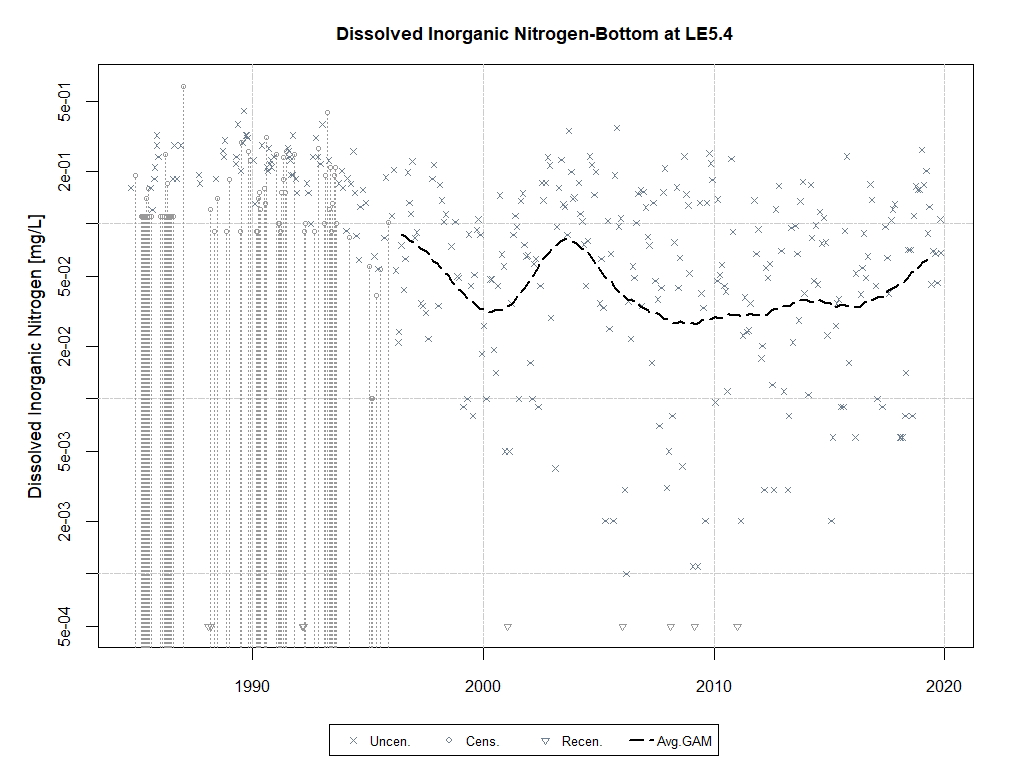 Dissolved Inorganic Nitrogen-Bottom at LE5.4
Dissolved Inorganic Nitrogen [mg/L]
5e-01
2e-01
5e-02
2e-02
5e-03
2e-03
5e-04
1990 2000 2010 2020
Uncen. Cens. Recen. Avg.GAM